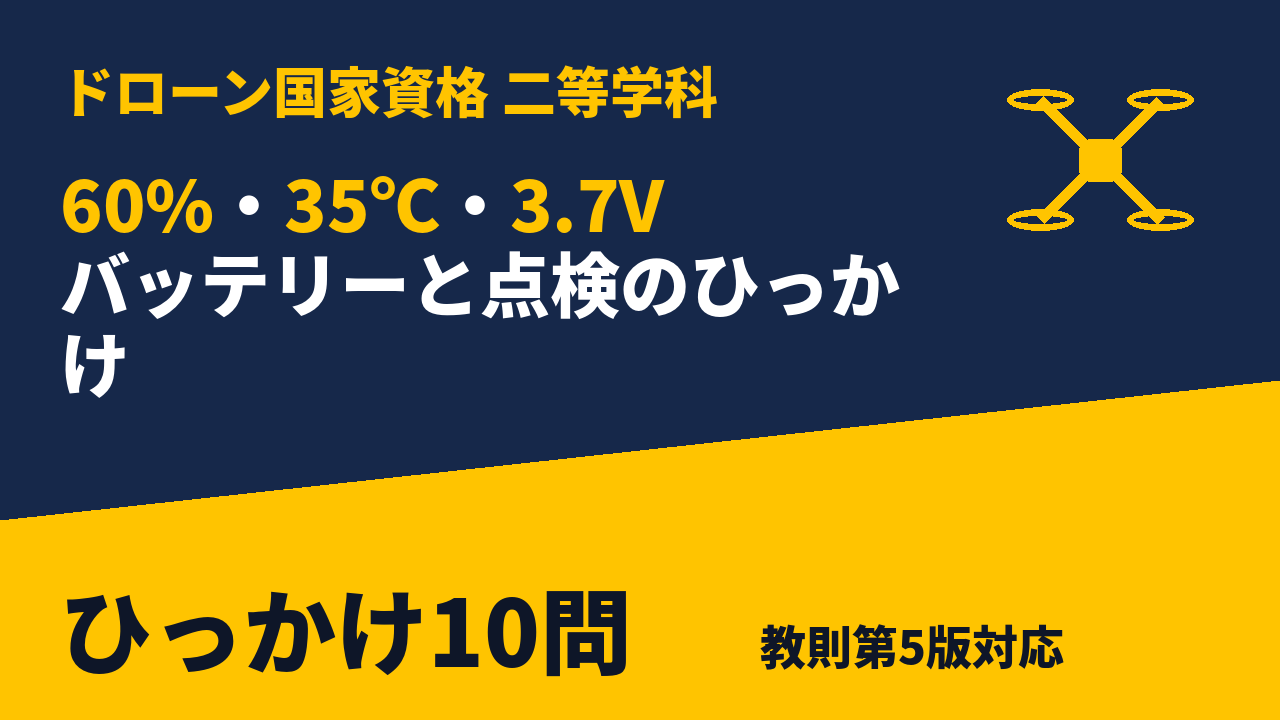 ドローン国家資格 二等学科
60%・35℃・3.7V
バッテリーと点検のひっか
け
ひっかけ10問
教則第5版対応